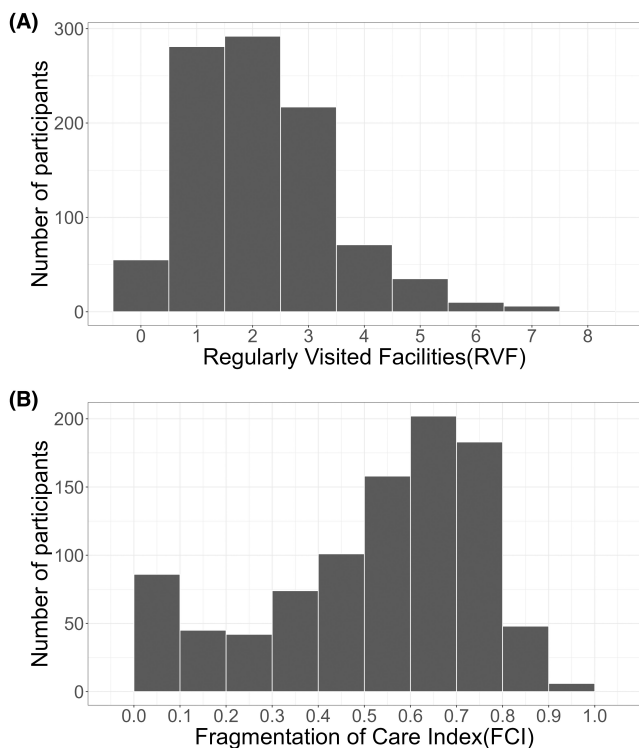 (A)
Number of participants
300
200
100
0
0 1 2 3 4 5 6 7 8
Regularly Visited Facilities(RVF)
(B)
Number of participants
200
150
100
50
0
0.0 0.1 0.2 0.3 0.4 0.5 0.6 0.7 0.8 0.9 1.0
Fragmentation of Care Index(FCI)